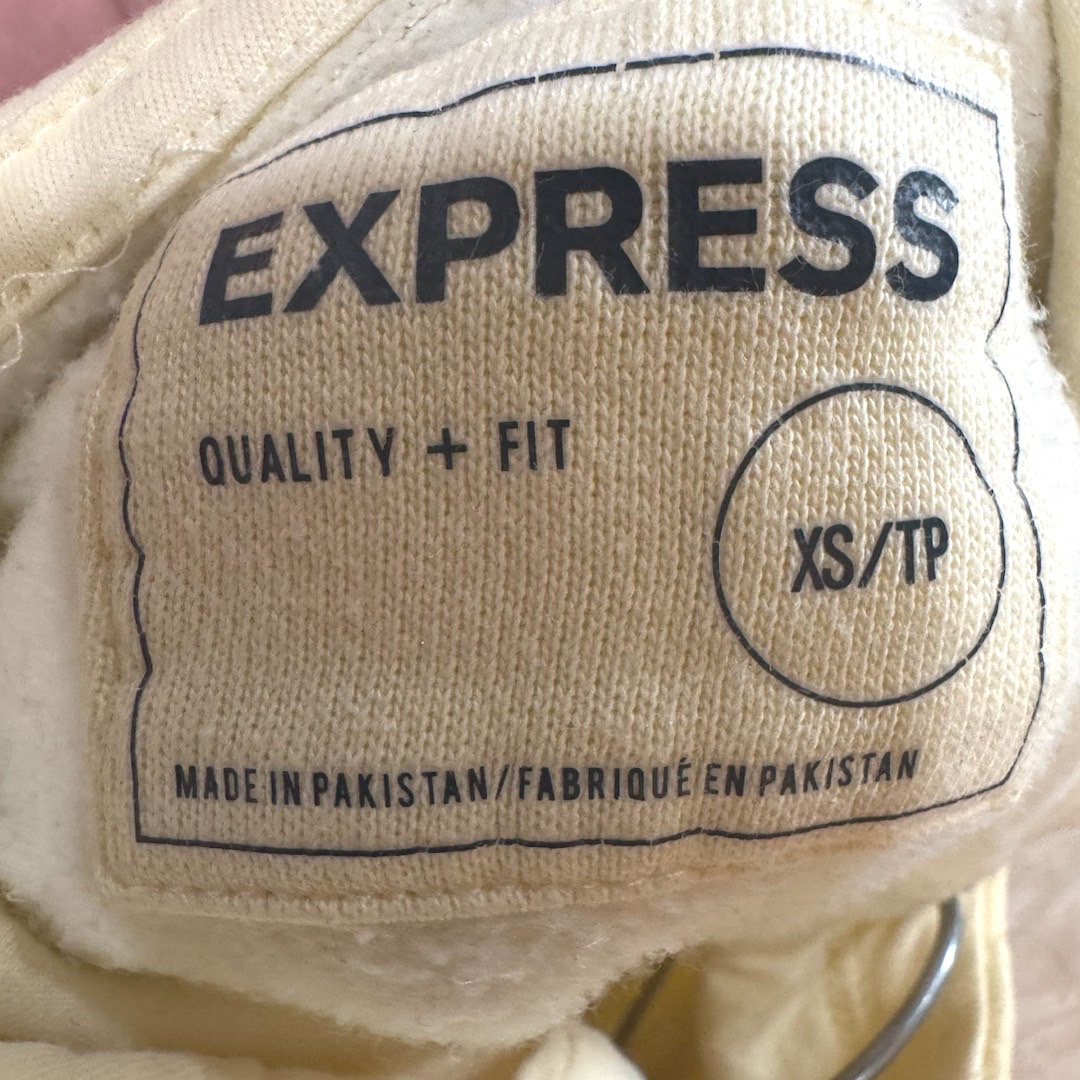 EXPRESS
QUALITY + FIT
XS/TP
MADE IN PAKISTAN/FABRIQUÉ EN PAKISTAN